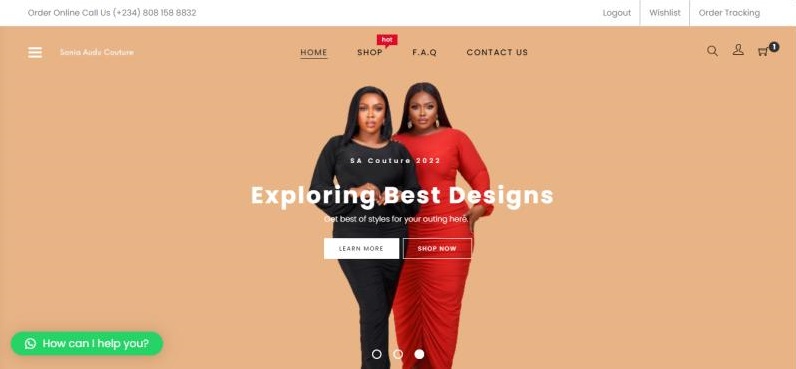 Order Online Call Us (+234) 808 158 8832
Logout
Wishlist
Order Tracking
Sania Aude Couture
HOME
SHOP
hot
F.A.Q
CONTACT US
1
SA Couture 2022
Exploring Best Designs
Get best of styles for your outing here.
LEARN MORE
SHOP NOW
How can I help you?